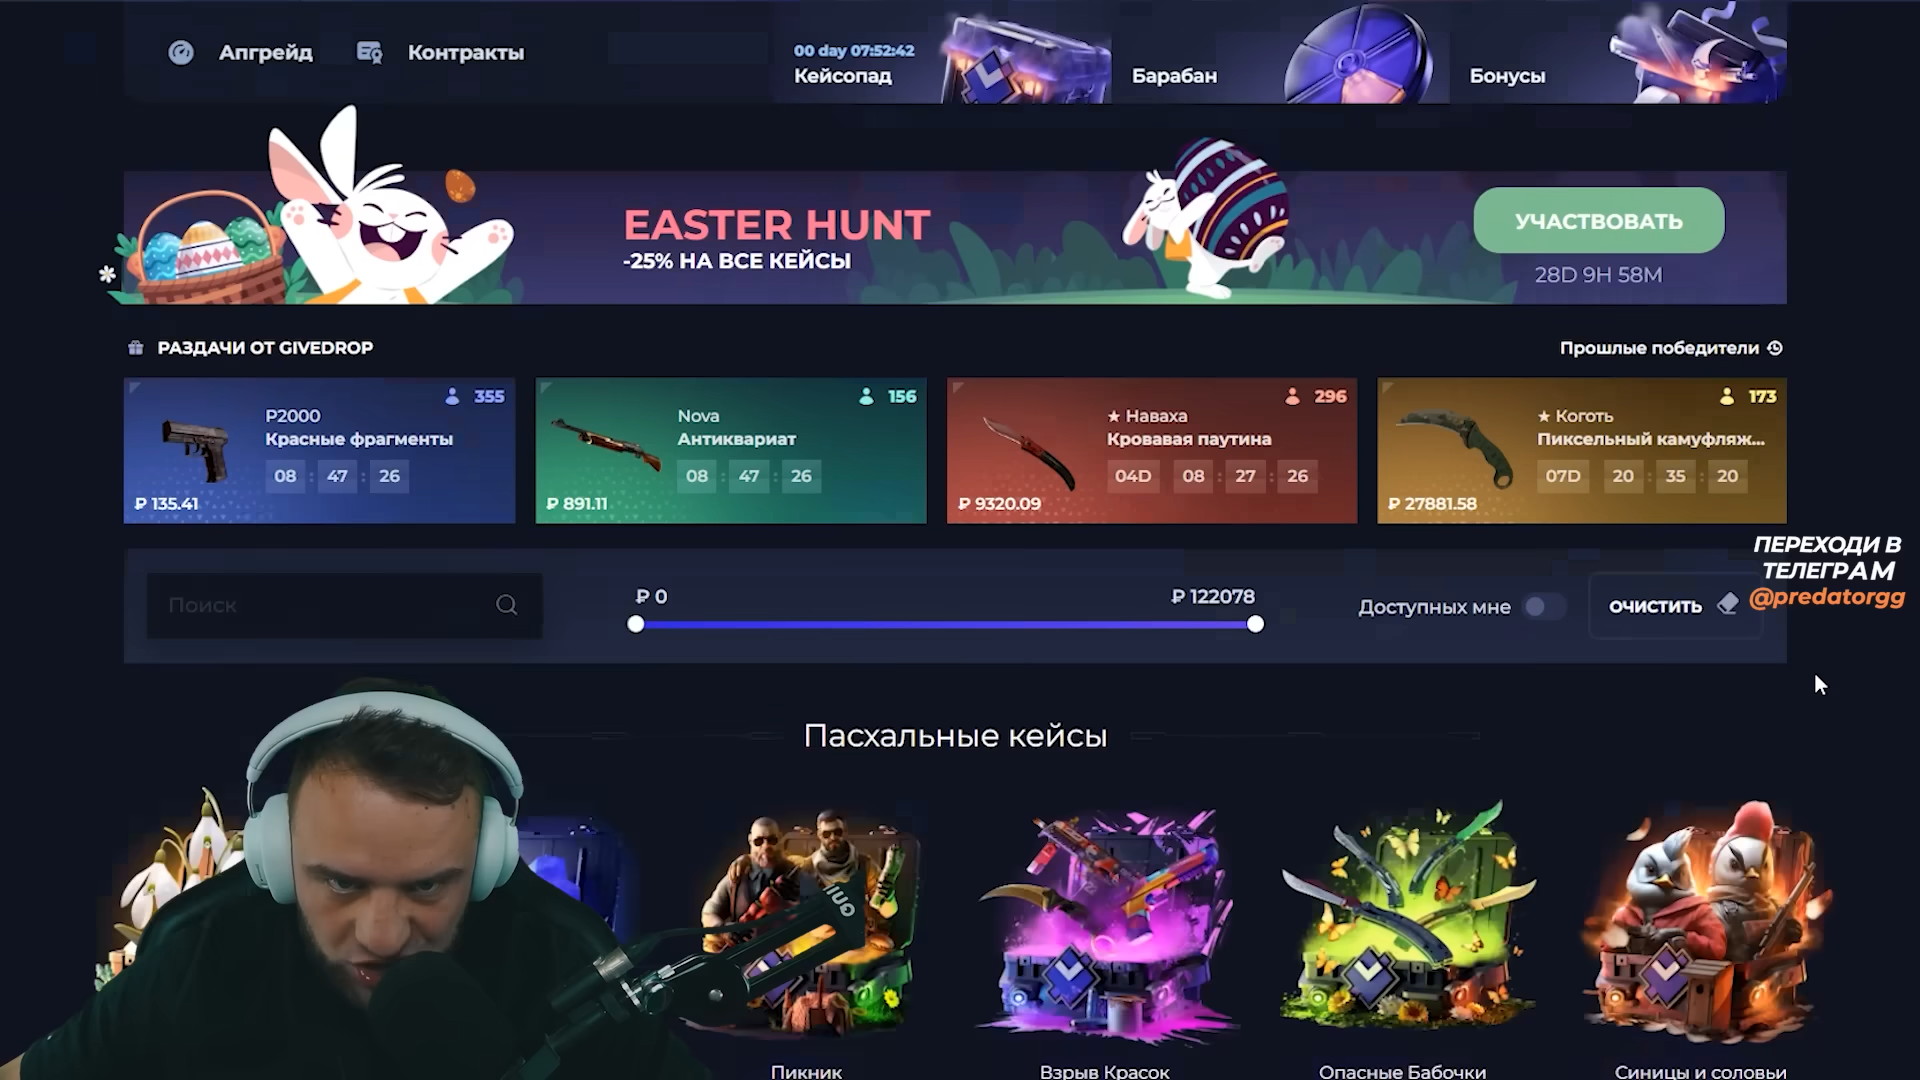 Апгрейд
Контракты
00 day 07:52:42
Кейсопад
Барабан
Бонусы
EASTER HUNT
-25% НА ВСЕ КЕЙСЫ
УЧАСТВОВАТЬ
28D 9H 58M
РАЗДАЧИ ОТ GIVEDROP
Прошлые победители
355
P2000
Красные фрагменты
08 : 47 : 26
₽ 135.41
156
Nova
Антиквариат
08 : 47 : 26
₽ 891.11
296
★ Наваха
Кровавая паутина
04D 08 : 27 : 26
₽ 9320.09
173
★ Коготь
Пиксельный камуфляж...
07D 20 : 35 : 20
₽ 27881.58
ПЕРЕХОДИ В
ТЕЛЕГРАМ
@predatorgg
Поиск
₽ 0
₽ 122078
Доступных мне
ОЧИСТИТЬ
Пасхальные кейсы
Пикник
Взрыв Красок
Опасные Бабочки
Синицы и соловьи